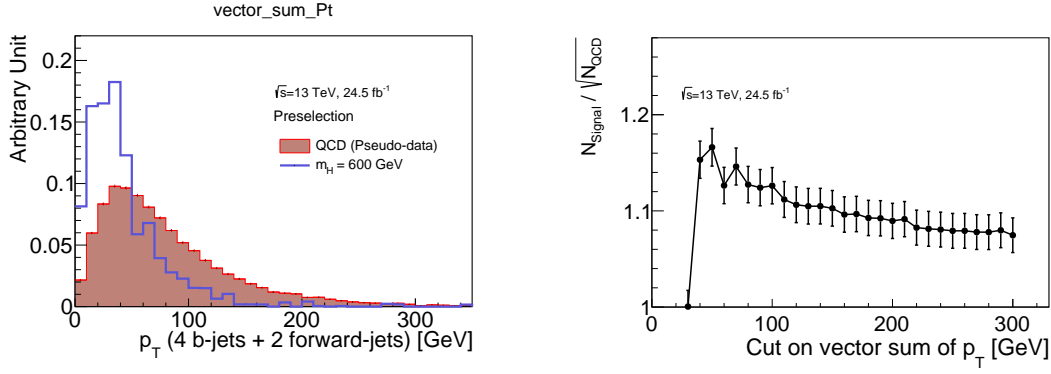 vector_sum_Pt
Arbitrary Unit
0.2
0.15
0.1
0.05
0
√s=13 TeV, 24.5 fb⁻¹
Preselection
QCD (Pseudo-data)
m_H = 600 GeV
0 100 200 300
p_T (4 b-jets + 2 forward-jets) [GeV]
N_Signal / √N_QCD
1.2
1.1
1
√s=13 TeV, 24.5 fb⁻¹
0 100 200 300
Cut on vector sum of p_T [GeV]